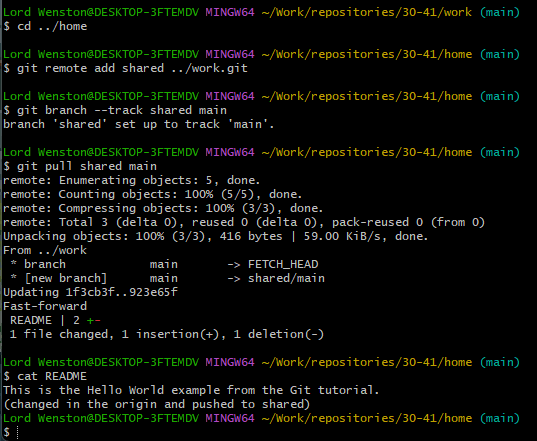 Lord Wenston@DESKTOP-3FTEMDV MINGW64 ~/Work/repositories/30-41/work (main)
$ cd ../home
Lord Wenston@DESKTOP-3FTEMDV MINGW64 ~/Work/repositories/30-41/home (main)
$ git remote add shared ../work.git
Lord Wenston@DESKTOP-3FTEMDV MINGW64 ~/Work/repositories/30-41/home (main)
$ git branch --track shared main
branch 'shared' set up to track 'main'.
Lord Wenston@DESKTOP-3FTEMDV MINGW64 ~/Work/repositories/30-41/home (main)
$ git pull shared main
remote: Enumerating objects: 5, done.
remote: Counting objects: 100% (5/5), done.
remote: Compressing objects: 100% (3/3), done.
remote: Total 3 (delta 0), reused 0 (delta 0), pack-reused 0 (from 0)
Unpacking objects: 100% (3/3), 416 bytes | 59.00 KiB/s, done.
From ../work
 * branch            main       -> FETCH_HEAD
 * [new branch]      main       -> shared/main
Updating 1f3cb3f..923e65f
Fast-forward
 README | 2 +-
 1 file changed, 1 insertion(+), 1 deletion(-)
Lord Wenston@DESKTOP-3FTEMDV MINGW64 ~/Work/repositories/30-41/home (main)
$ cat README
This is the Hello World example from the Git tutorial.
(changed in the origin and pushed to shared)
Lord Wenston@DESKTOP-3FTEMDV MINGW64 ~/Work/repositories/30-41/home (main)
$